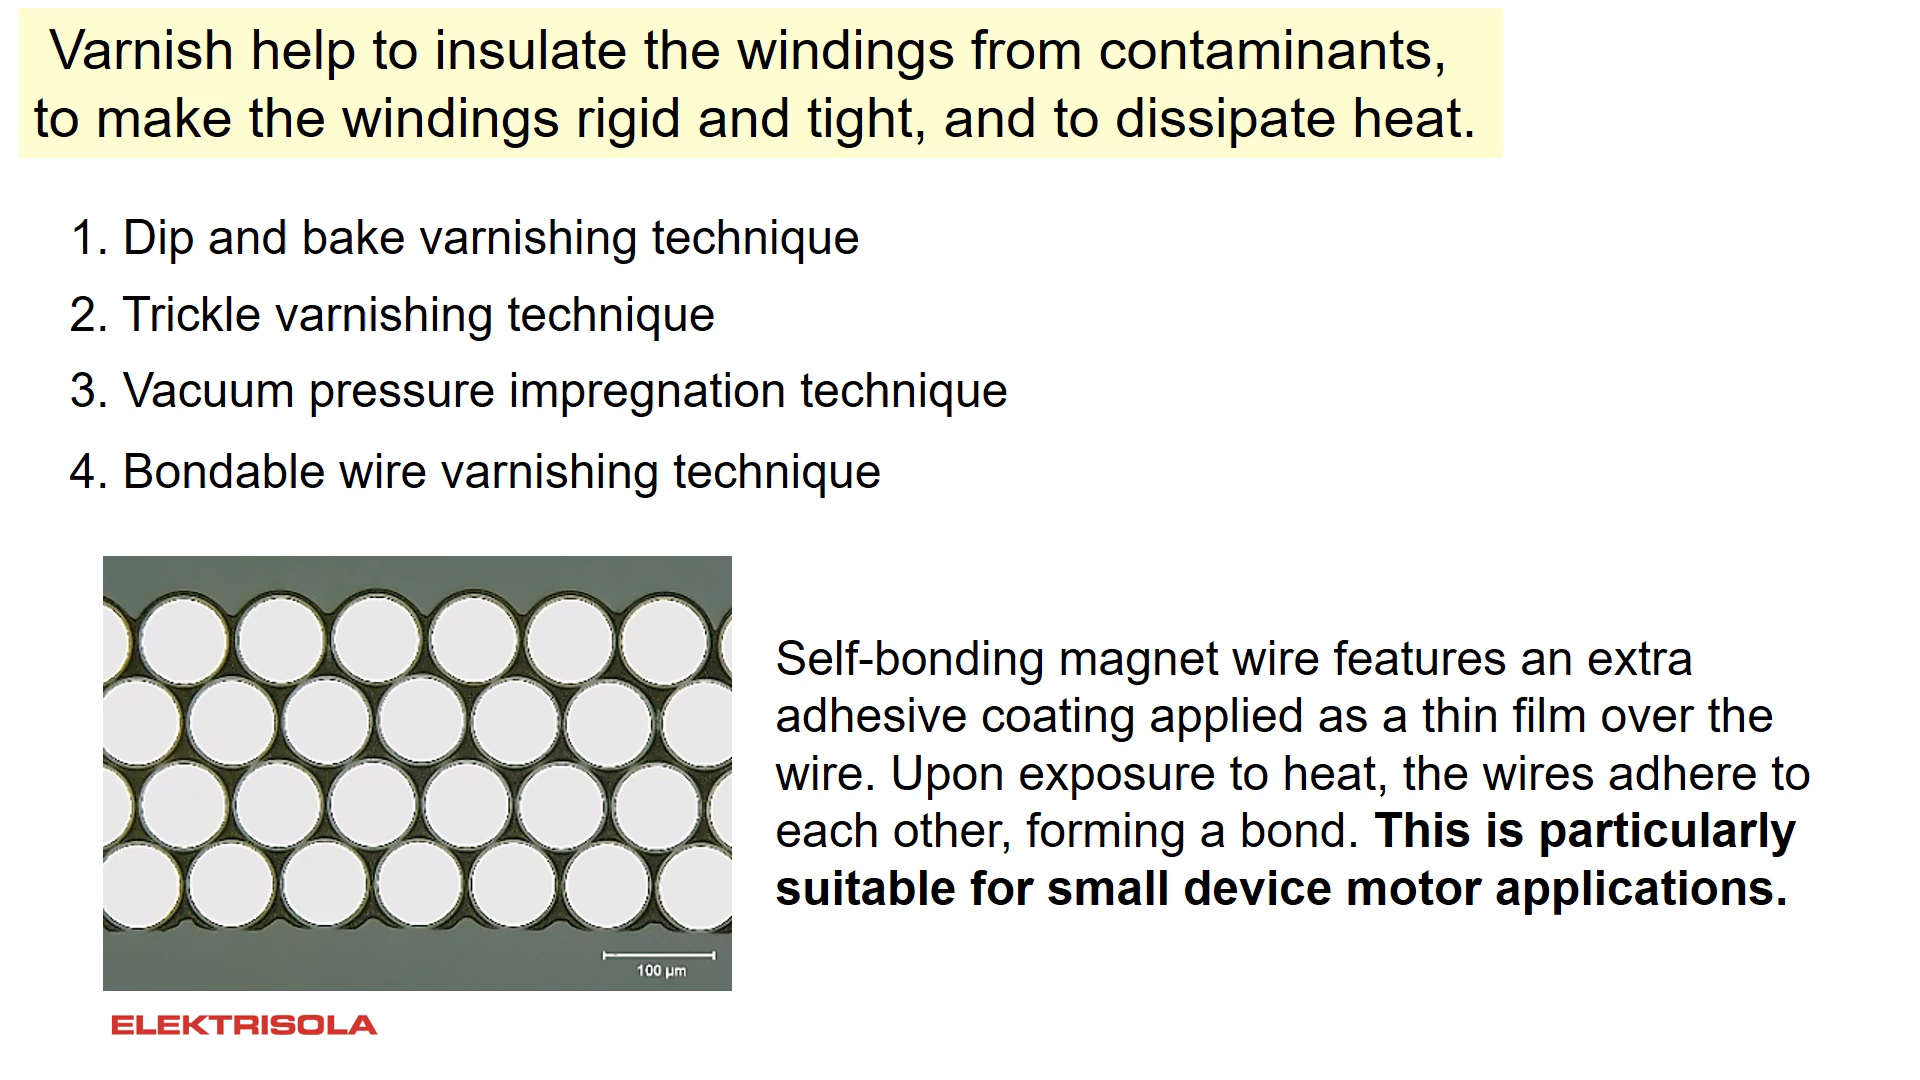 Varnish help to insulate the windings from contaminants,
to make the windings rigid and tight, and to dissipate heat.
1. Dip and bake varnishing technique
2. Trickle varnishing technique
3. Vacuum pressure impregnation technique
4. Bondable wire varnishing technique
Self-bonding magnet wire features an extra
adhesive coating applied as a thin film over the
wire. Upon exposure to heat, the wires adhere to
each other, forming a bond. This is particularly
suitable for small device motor applications.
100 µm
ELEKTRISOLA